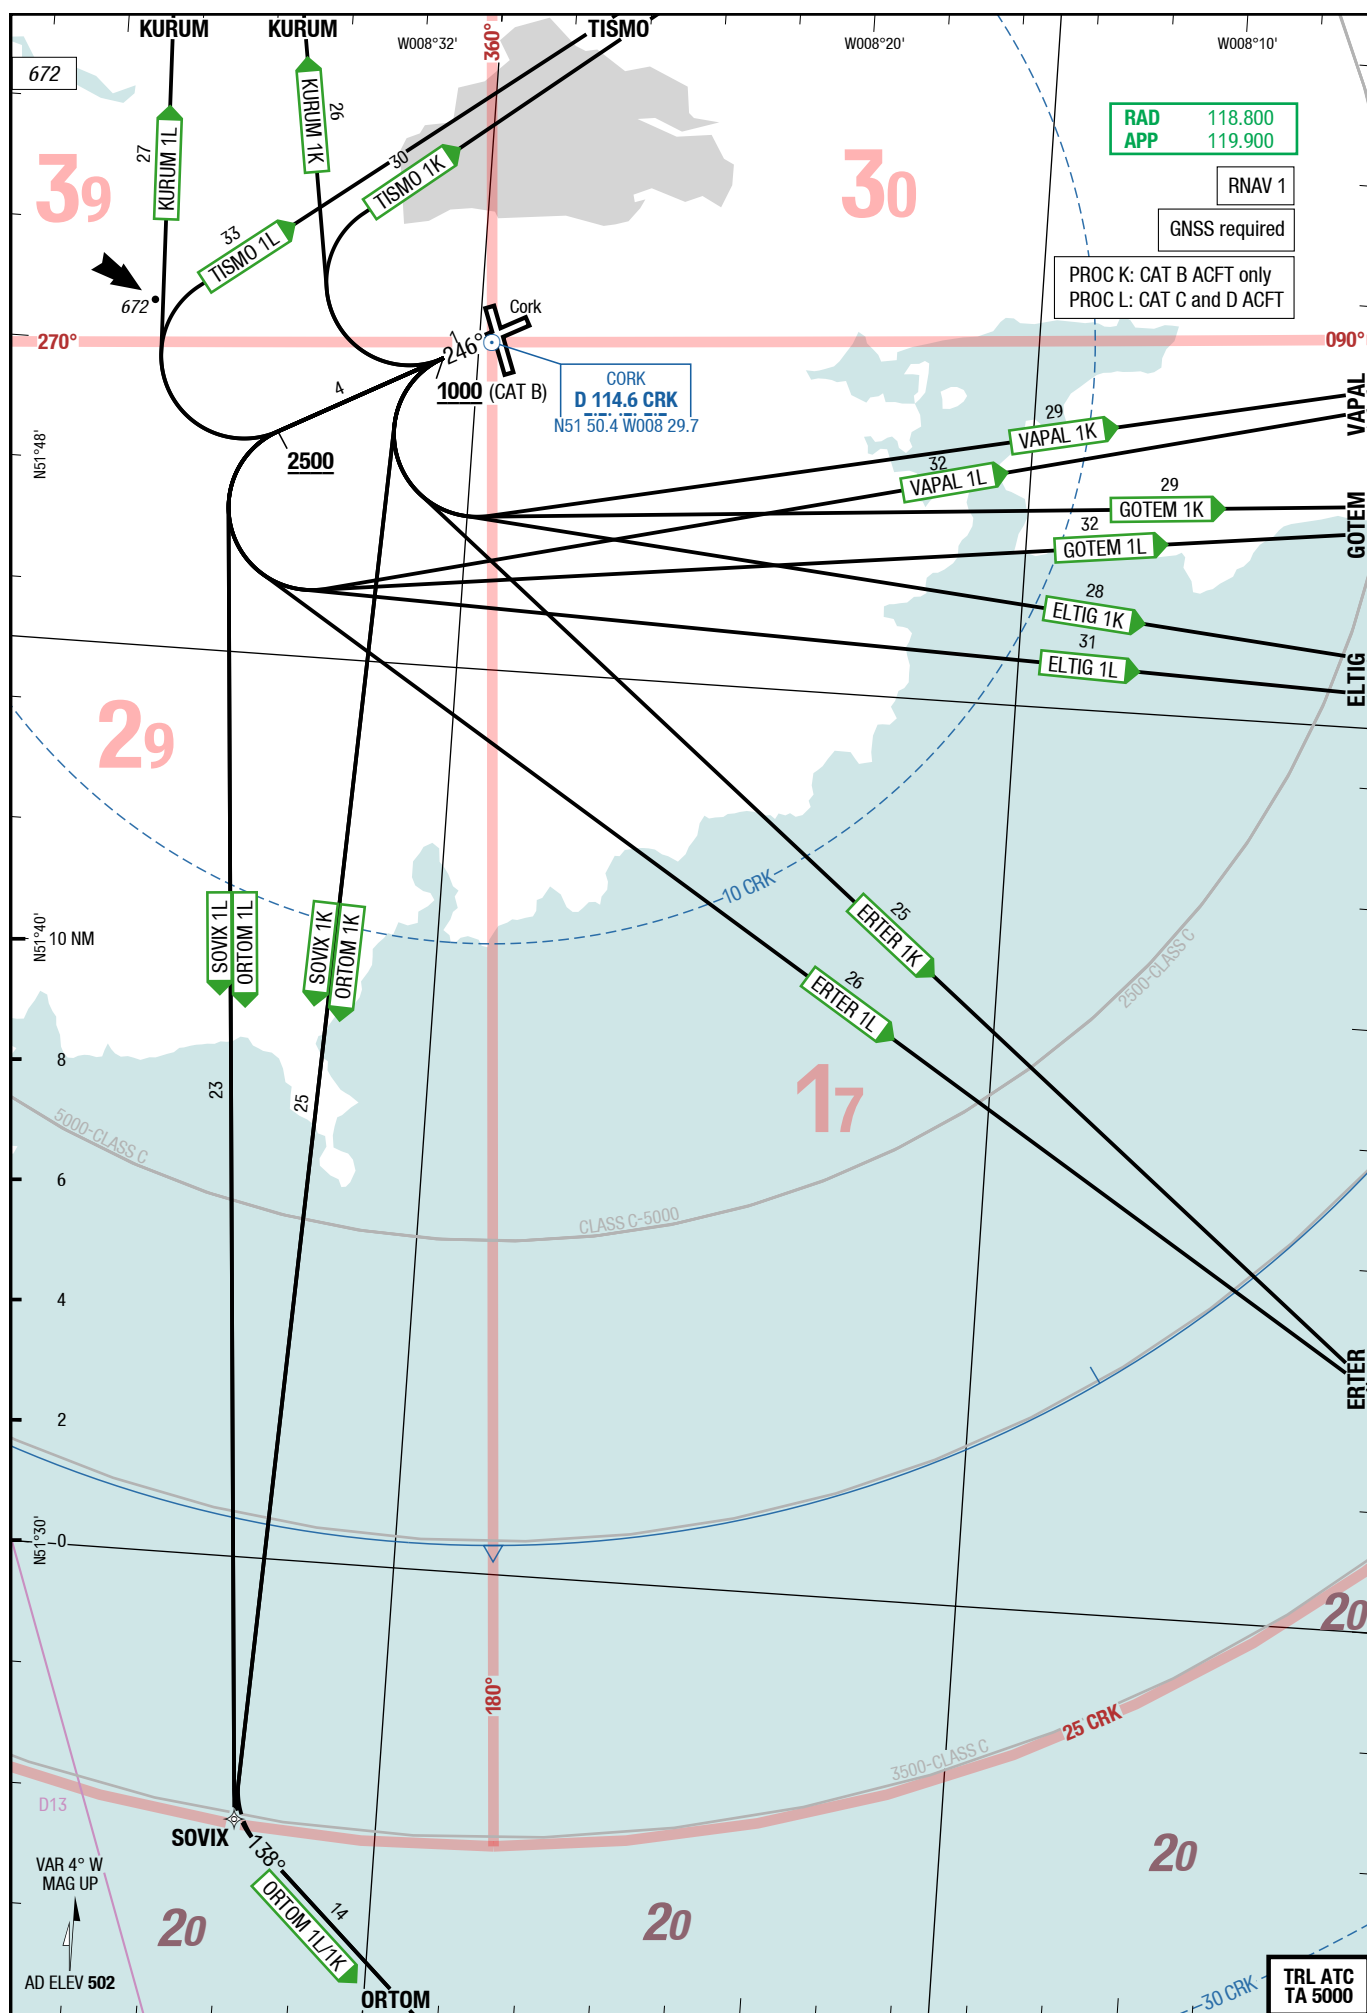 KURUM
KURUM
TISMO
W008°32'
360°
W008°20'
W008°10'
672
RAD 118.800
APP 119.900
RNAV 1
GNSS required
PROC K: CAT B ACFT only
PROC L: CAT C and D ACFT
39
30
27
KURUM 1L
26
KURUM 1K
30
TISMO 1K
33
TISMO 1L
672
Cork
270°
090°
1
246°
4
1000 (CAT B)
CORK
D 114.6 CRK
N51 50.4 W008 29.7
2500
N51°48'
VAPAL
29
VAPAL 1K
32
VAPAL 1L
29
GOTEM 1K
GOTEM
32
GOTEM 1L
28
ELTIG 1K
31
ELTIG 1L
ELTIG
29
10 CRK
SOVIX 1L
ORTOM 1L
SOVIX 1K
ORTOM 1K
25
ERTER 1K
26
ERTER 1L
N51°40'
10 NM
2500-CLASS C
8
23
25
17
5000-CLASS C
6
CLASS C-5000
4
ERTER
2
N51°30'
0
20
180°
25 CRK
3500-CLASS C
D13
SOVIX
138°
VAR 4° W
MAG UP
ORTOM 1L/1K
14
20
20
20
AD ELEV 502
ORTOM
30 CRK
TRL ATC
TA 5000